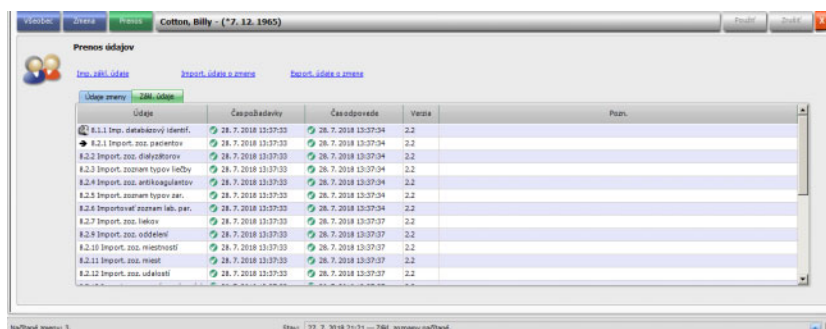 Všeobec Zmena Prenos Cotton, Billy - (*7. 12. 1965) Použiť Zrušiť X
Prenos údajov
Imp. zákl. údaje Import. údaje o zmene Export. údaje o zmene
Údaje zmeny Zákl. údaje
Údaje Čas požiadavky Čas odpovede Verzia Pozn.
8.1.1 Imp. databázový identif. 28. 7. 2018 13:37:33 28. 7. 2018 13:37:34 2.2
8.2.1 Import. zoz. pacientov 28. 7. 2018 13:37:33 28. 7. 2018 13:37:34 2.2
8.2.2 Import. zoz. dialyzátorov 28. 7. 2018 13:37:33 28. 7. 2018 13:37:34 2.2
8.2.3 Import. zoznam typov liečby 28. 7. 2018 13:37:33 28. 7. 2018 13:37:34 2.2
8.2.4 Import. zoznam antikoagulantov 28. 7. 2018 13:37:33 28. 7. 2018 13:37:34 2.2
8.2.5 Import. zoznam typov zar. 28. 7. 2018 13:37:33 28. 7. 2018 13:37:34 2.2
8.2.6 Importovať zoznam lab. par. 28. 7. 2018 13:37:33 28. 7. 2018 13:37:34 2.2
8.2.7 Import. zoz. liekov 28. 7. 2018 13:37:33 28. 7. 2018 13:37:37 2.2
8.2.9 Import. zoz. oddelení 28. 7. 2018 13:37:33 28. 7. 2018 13:37:37 2.2
8.2.10 Import. zoz. miestností 28. 7. 2018 13:37:33 28. 7. 2018 13:37:37 2.2
8.2.11 Import. zoz. miest 28. 7. 2018 13:37:33 28. 7. 2018 13:37:37 2.2
8.2.12 Import. zoz. udalostí 28. 7. 2018 13:37:33 28. 7. 2018 13:37:37 2.2
Načítané zmeny: 3 Stav: 27. 7. 2018 21:21 --- Zákl. zoznamy načítané